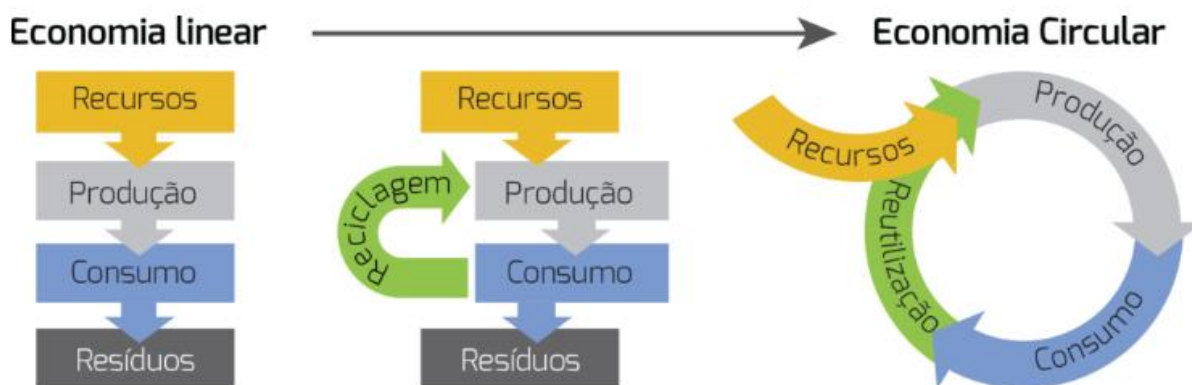 Economia linear
Economia Circular
Recursos
Produção
Consumo
Resíduos
Recursos
Reciclagem
Produção
Consumo
Resíduos
Recursos
Produção
Consumo
Reutilização